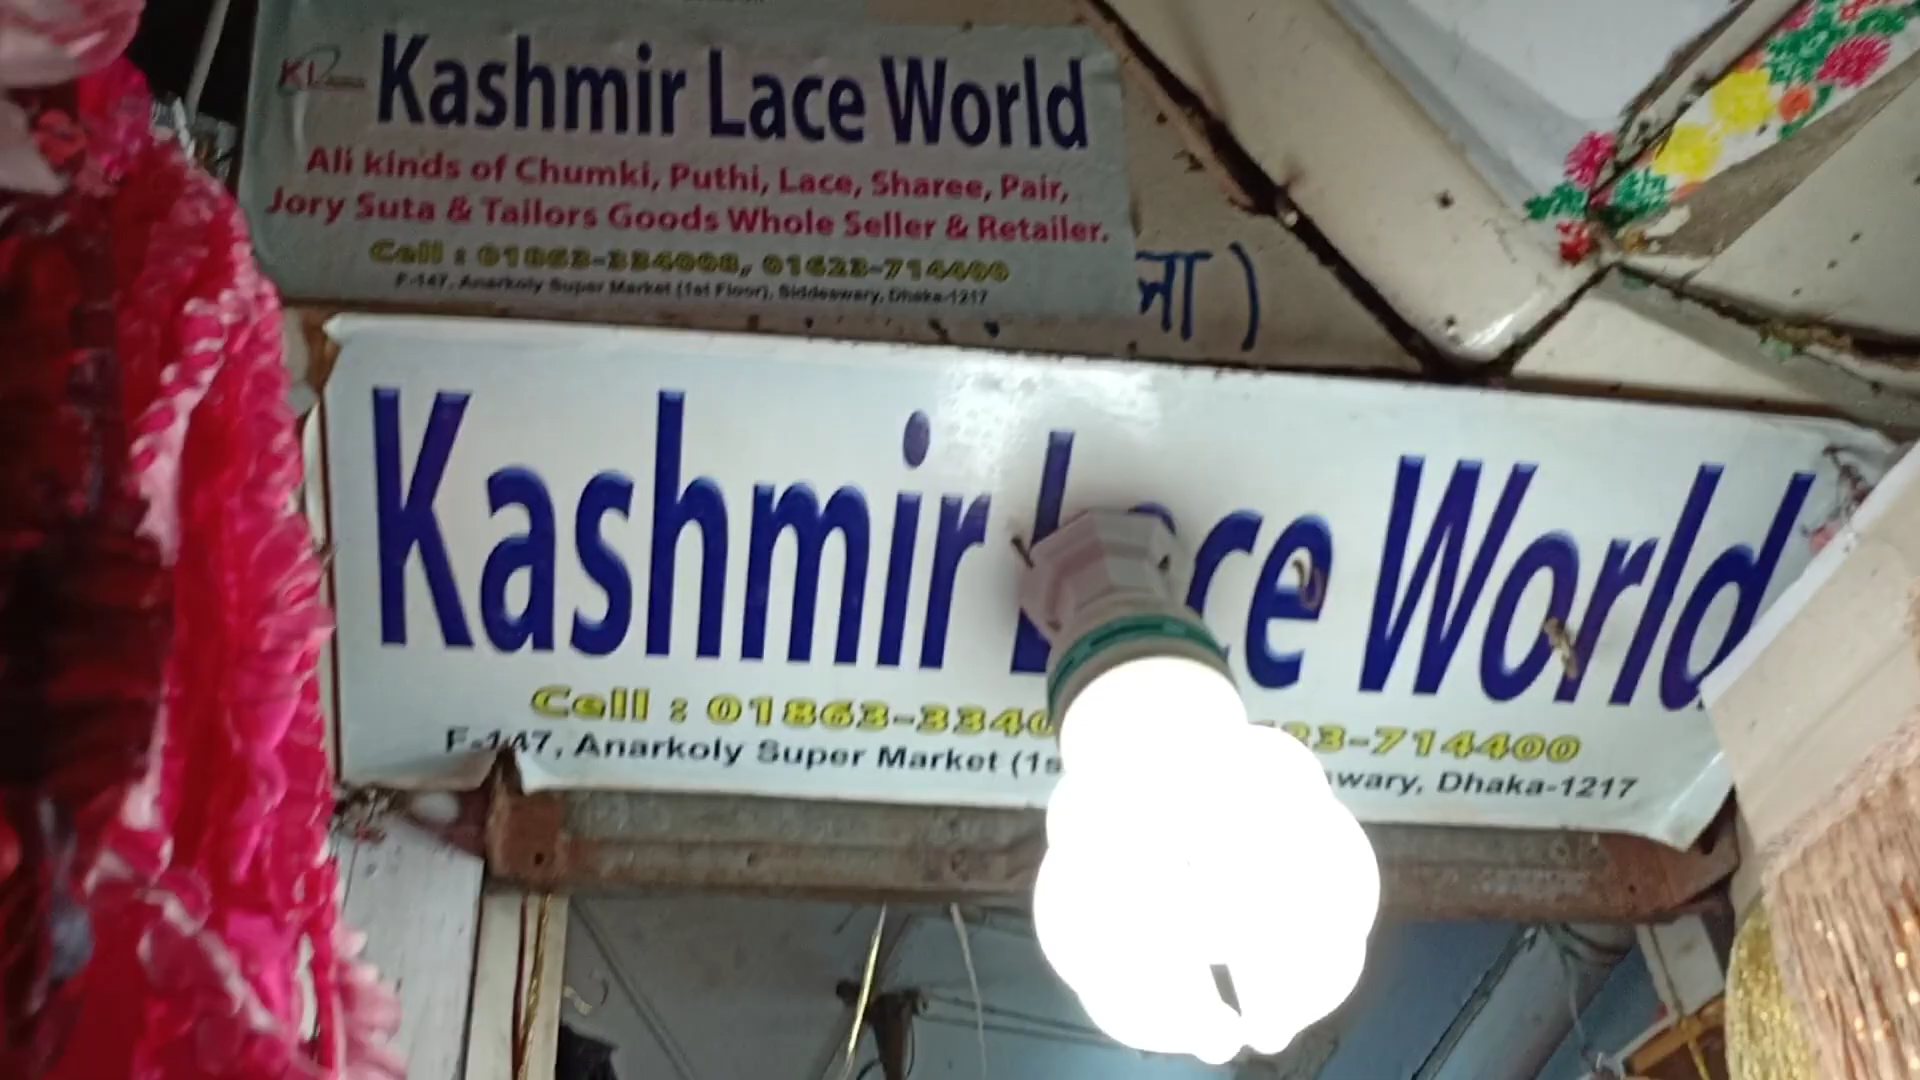 KL
Kashmir Lace World
All kinds of Chumki, Puthi, Lace, Sharee, Pair,
Jory Suta & Tailors Goods Whole Seller & Retailer.
Cell : 01863-334008, 01623-714400
F-147, Anarkoly Super Market (1st Floor), Siddeswary, Dhaka-1217
না )
Kashmir Lace World
Cell : 01863-3340 23-714400
F-147, Anarkoly Super Market (1s wary, Dhaka-1217